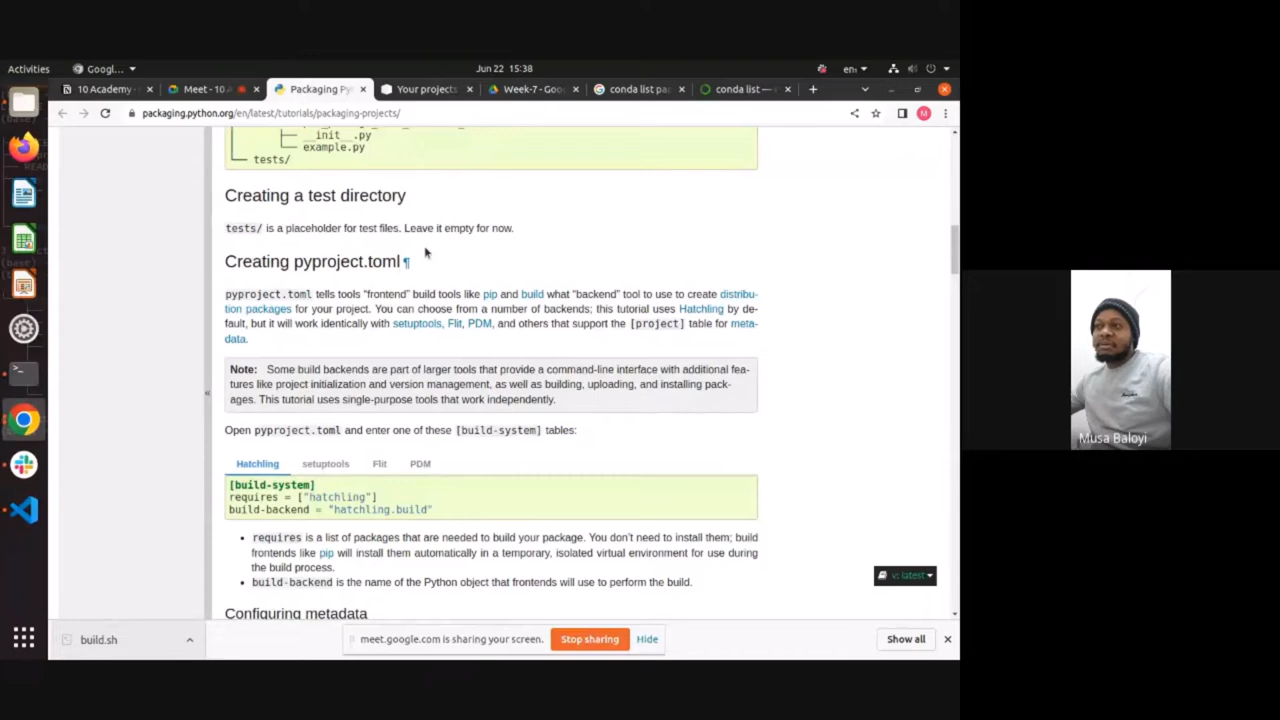 Activities
Googl...
Jun 22 15:38
en
10 Academy
Meet - 10 A
Packaging Py
Your projects
Week-7 - Goo
conda list pa
conda list —
packaging.python.org/en/latest/tutorials/packaging-projects/
M
├── __init__.py
└── example.py
└── tests/
Creating a test directory
tests/ is a placeholder for test files. Leave it empty for now.
Creating pyproject.toml ¶
pyproject.toml tells tools “frontend” build tools like pip and build what “backend” tool to use to create distribu-
tion packages for your project. You can choose from a number of backends; this tutorial uses Hatchling by de-
fault, but it will work identically with setuptools, Flit, PDM, and others that support the [project] table for meta-
data.
Note: Some build backends are part of larger tools that provide a command-line interface with additional fea-
tures like project initialization and version management, as well as building, uploading, and installing pack-
ages. This tutorial uses single-purpose tools that work independently.
Open pyproject.toml and enter one of these [build-system] tables:
Hatchling setuptools Flit PDM
[build-system]
requires = ["hatchling"]
build-backend = "hatchling.build"
• requires is a list of packages that are needed to build your package. You don’t need to install them; build
frontends like pip will install them automatically in a temporary, isolated virtual environment for use during
the build process.
• build-backend is the name of the Python object that frontends will use to perform the build.
v: latest
Configuring metadata
build.sh
meet.google.com is sharing your screen.
Stop sharing
Hide
Show all
Musa Baloyi